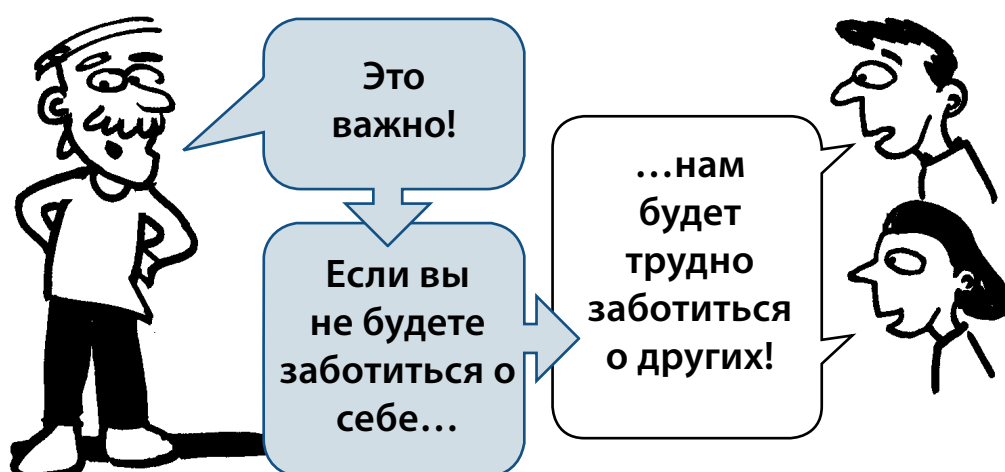 Это
важно!
Если вы
не будете
заботиться о
себе…
…нам
будет
трудно
заботиться
о других!